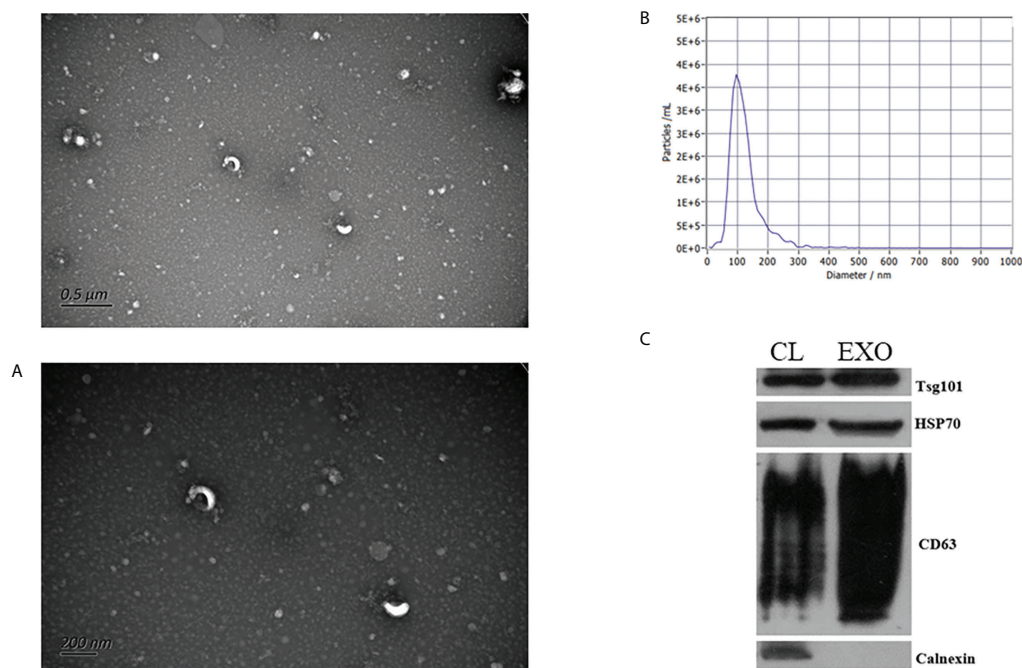 0.5 µm
A
200 nm
B
Particles /mL
5E+6
5E+6
4E+6
4E+6
3E+6
3E+6
2E+6
2E+6
1E+6
5E+5
0E+0
0 100 200 300 400 500 600 700 800 900 1000
Diameter / nm
C
CL EXO
Tsg101
HSP70
CD63
Calnexin